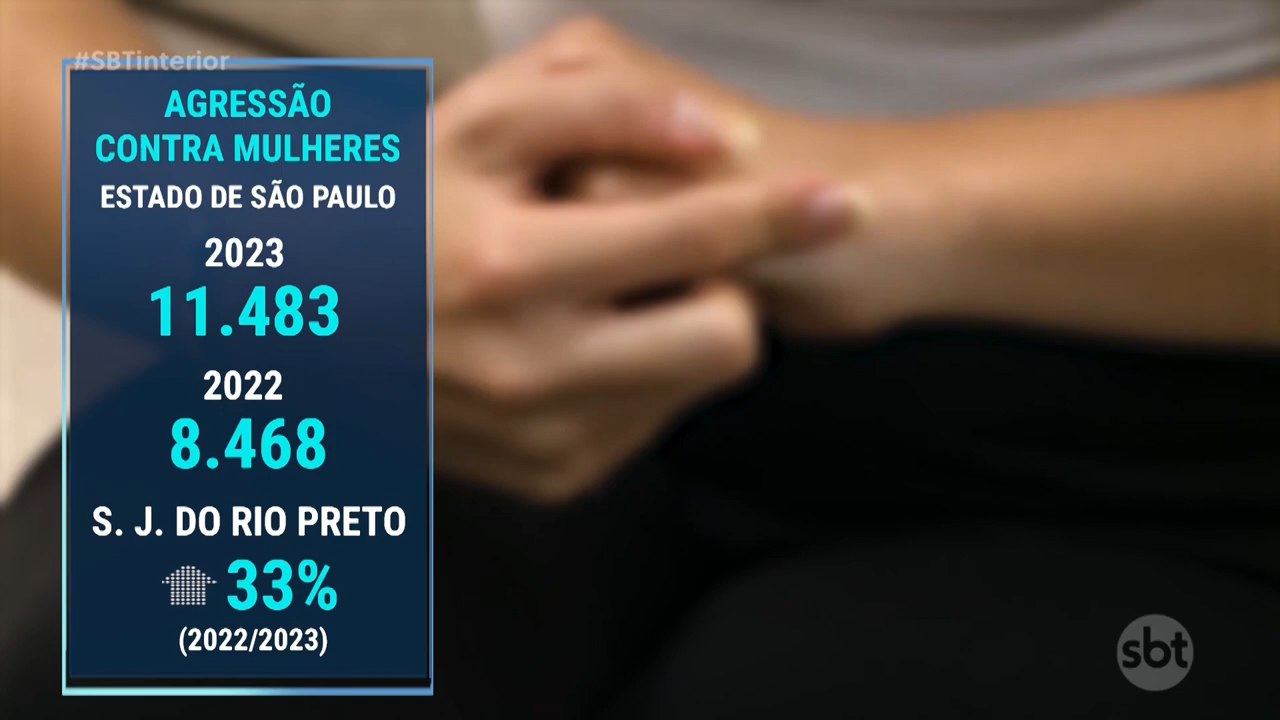 #SBTinterior
AGRESSÃO
CONTRA MULHERES
ESTADO DE SÃO PAULO
2023
11.483
2022
8.468
S. J. DO RIO PRETO
33%
(2022/2023)
sbt